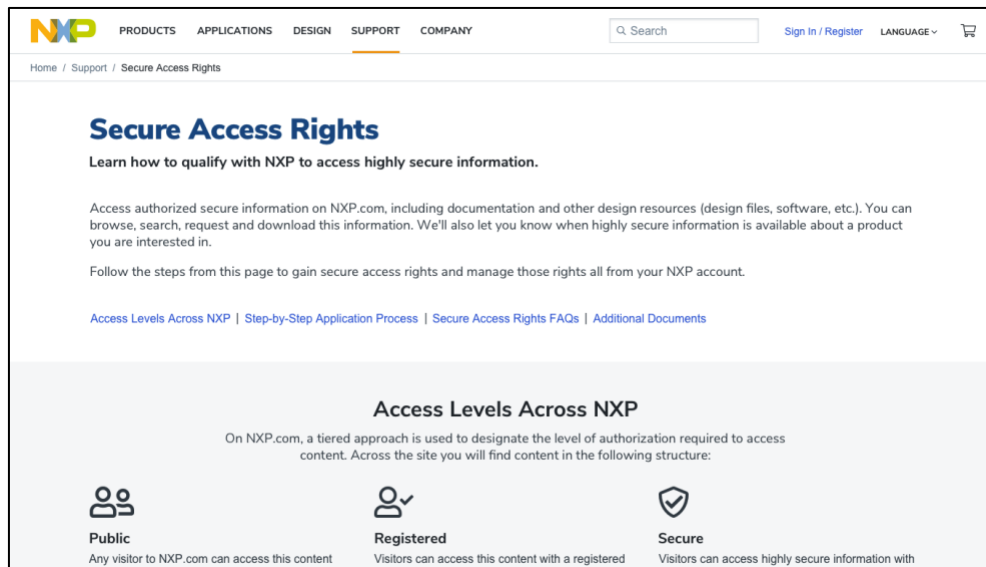 NXP PRODUCTS APPLICATIONS DESIGN SUPPORT COMPANY Search Sign In / Register LANGUAGE
Home / Support / Secure Access Rights
Secure Access Rights
Learn how to qualify with NXP to access highly secure information.
Access authorized secure information on NXP.com, including documentation and other design resources (design files, software, etc.). You can
browse, search, request and download this information. We'll also let you know when highly secure information is available about a product
you are interested in.
Follow the steps from this page to gain secure access rights and manage those rights all from your NXP account.
Access Levels Across NXP | Step-by-Step Application Process | Secure Access Rights FAQs | Additional Documents
Access Levels Across NXP
On NXP.com, a tiered approach is used to designate the level of authorization required to access
content. Across the site you will find content in the following structure:
Public
Any visitor to NXP.com can access this content
Registered
Visitors can access this content with a registered
Secure
Visitors can access highly secure information with